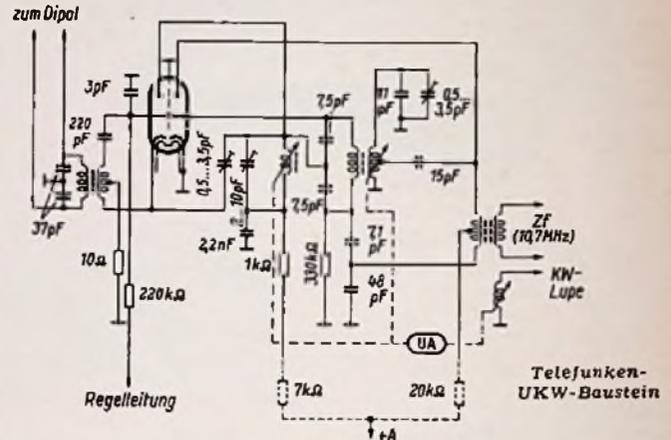 zum Dipol
3pF
220
pF
37pF
10Ω
220kΩ
Regelleitung
0,5...3,5pF
10pF
2,2nF
1kΩ
330kΩ
7,5pF
7,5pF
11
pF
0,5...
3,5pF
15pF
7,1
pF
48
pF
Zf
(10,7MHz)
KW-
Lupe
UA
7kΩ
20kΩ
+A
Telefunken-
UKW-Baustein